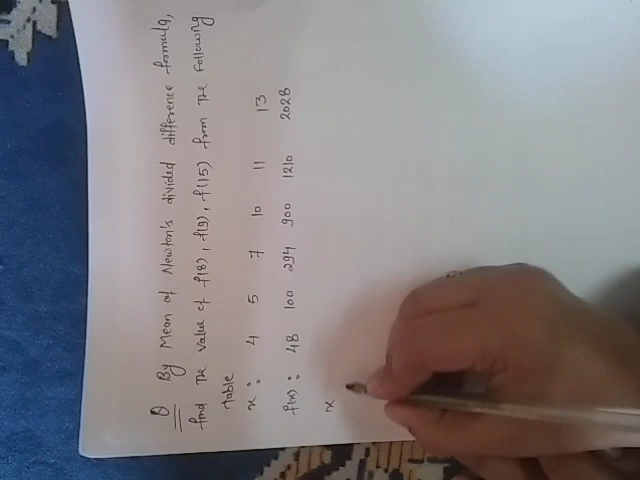 Q By Mean of Newton's divided difference formula,
find The value of f(8), f(9), f(15) from The Following
table
x : 4 5 7 10 11 13
f(x) : 48 100 294 900 1210 2028
x